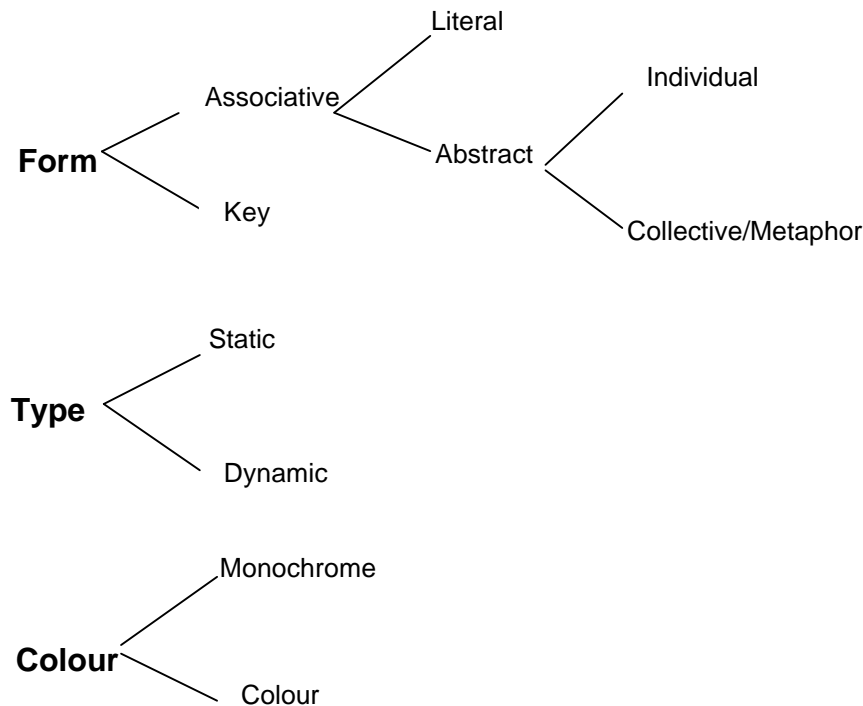 Literal
Individual
Associative
Abstract
Form
Key
Collective/Metaphor
Static
Type
Dynamic
Monochrome
Colour
Colour